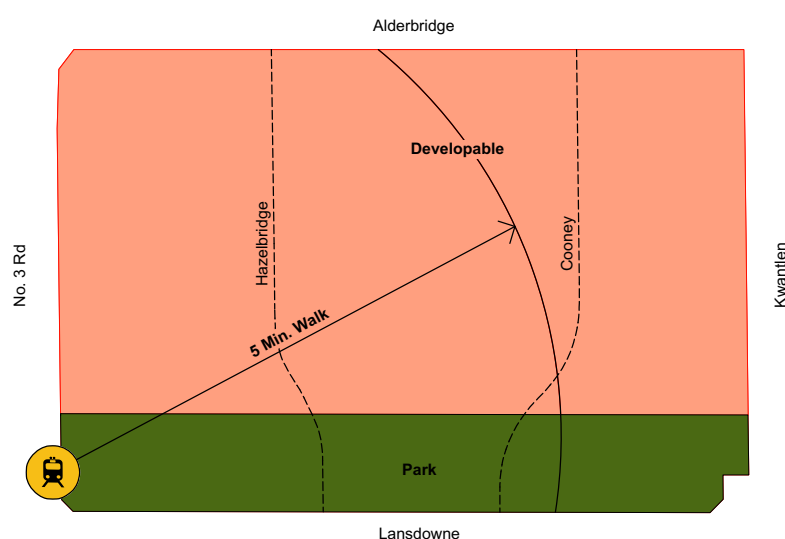 Alderbridge
Developable
Hazelbridge
Cooney
No. 3 Rd
Kwantlen
5 Min. Walk
Park
Lansdowne